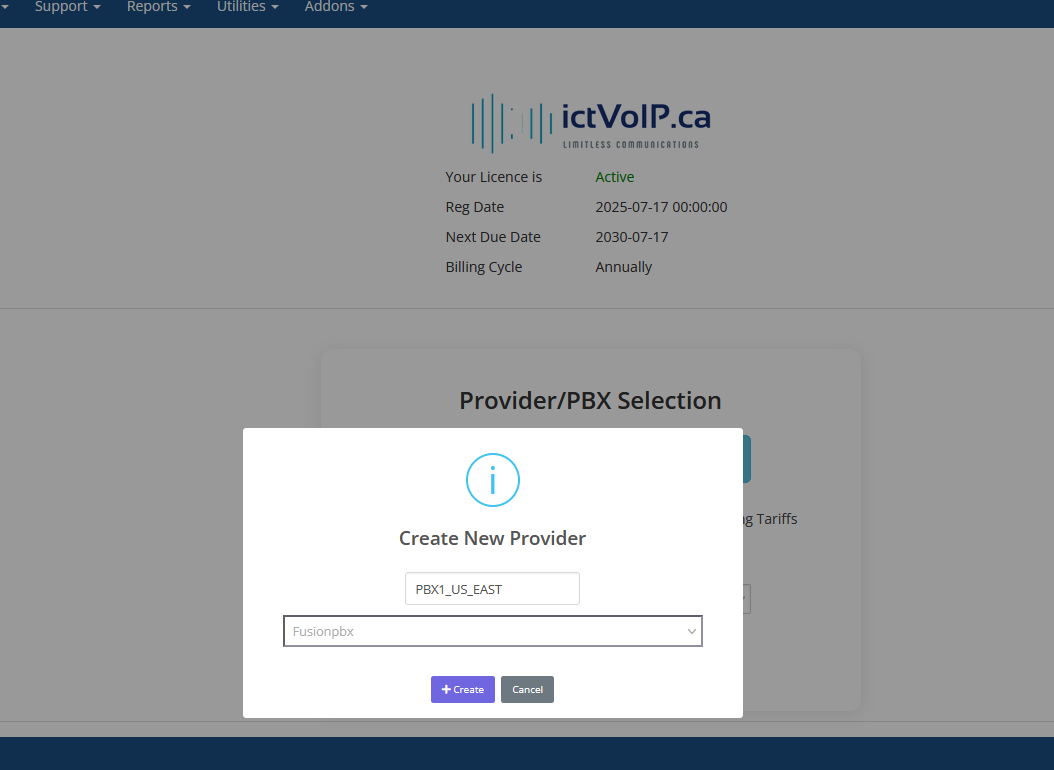 Support Reports Utilities Addons
ictVoIP.ca
LIMITLESS COMMUNICATIONS
Your Licence is Active
Reg Date 2025-07-17 00:00:00
Next Due Date 2030-07-17
Billing Cycle Annually
Provider/PBX Selection
i
Create New Provider
Tariffs
PBX1_US_EAST
Fusionpbx
+ Create Cancel